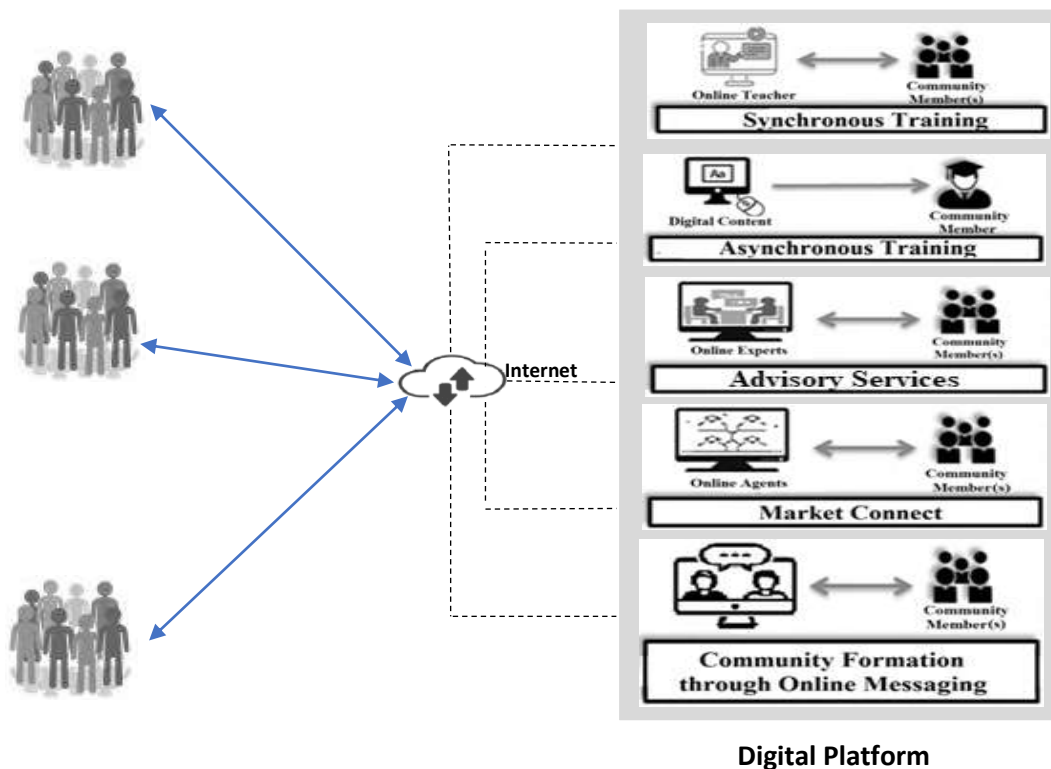 Online Teacher
Community
Member(s)
Synchronous Training
Aa
Digital Content
Community
Member
Asynchronous Training
Online Experts
Community
Member(s)
Advisory Services
Internet
Online Agents
Community
Member(s)
Market Connect
Community
Member(s)
Community Formation
through Online Messaging
Digital Platform